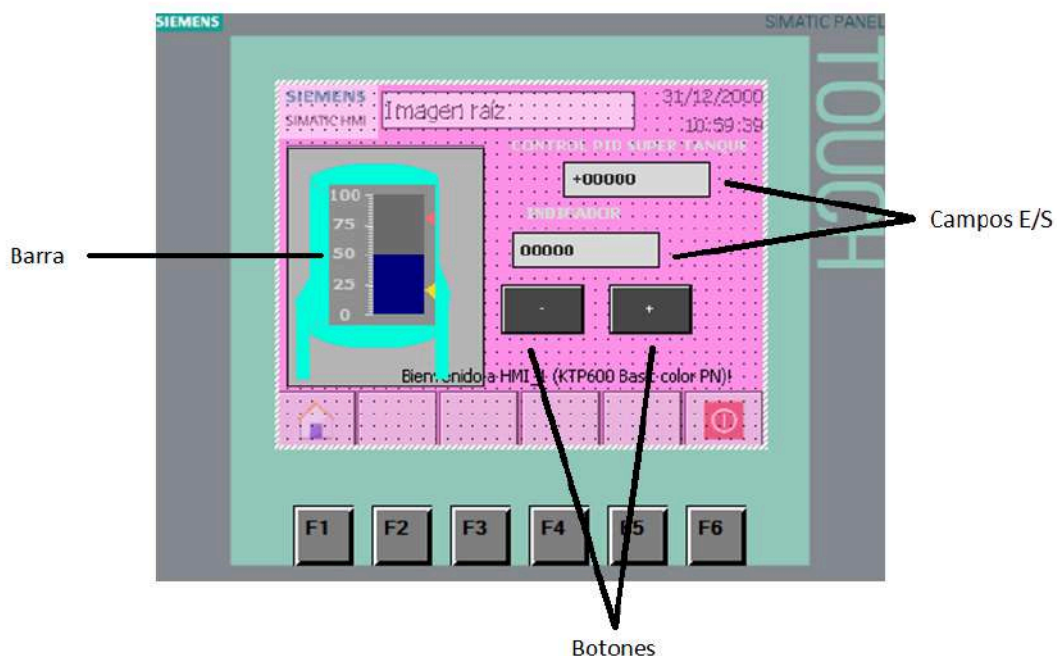 SIEMENS
SIMATIC PANEL
TOUCH
SIEMENS
SIMATIC HMI
Imagen raíz
31/12/2000
10:59:39
CONTROL PID SUPER TANQUE
+00000
INDICADOR
00000
100
75
50
25
0
-
+
Bienvenido a HMI_1 (KTP600 Basic color PN)!
F1
F2
F3
F4
F5
F6
Barra
Campos E/S
Botones